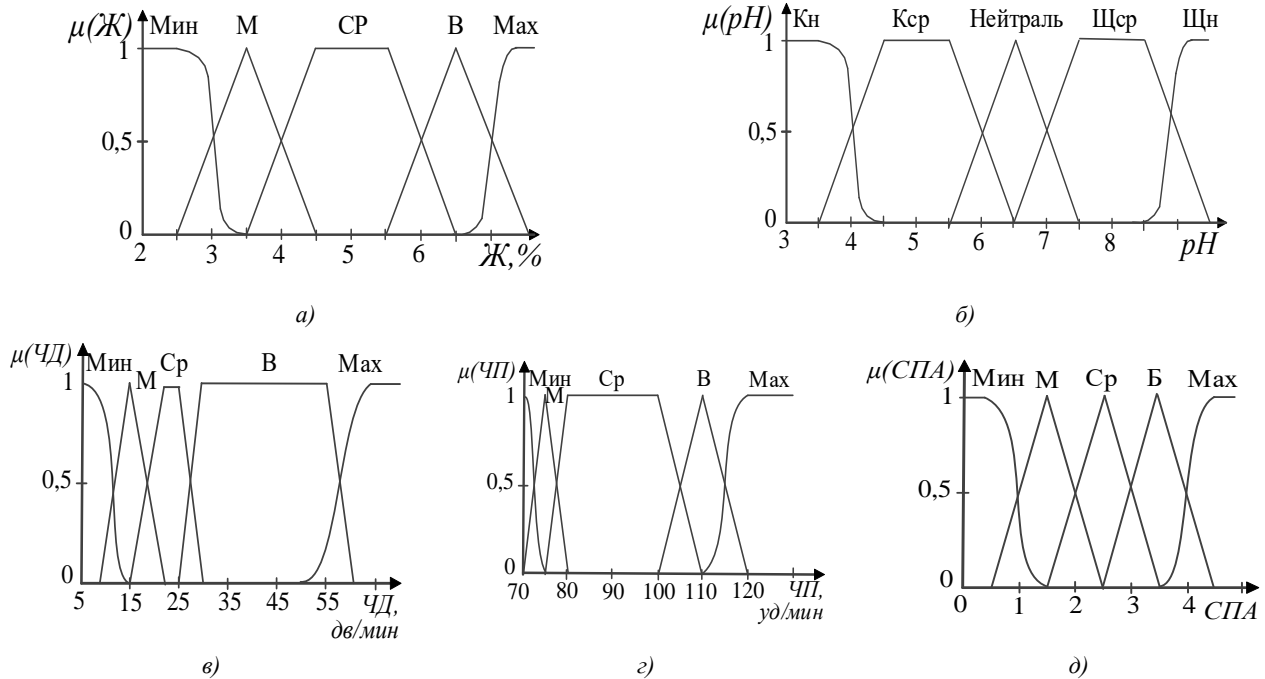 μ(Ж) Мин М СР В Max
1
0,5
0
2 3 4 5 6 Ж,%
а)
μ(pH) Кн Кср Нейтраль Щср Щн
1
0,5
0
3 4 5 6 7 8 pH
б)
μ(ЧД) Мин М Ср В Max
1
0,5
0
5 15 25 35 45 55 ЧД,
дв/мин
в)
μ(ЧП) Мин М Ср В Max
1
0,5
0
70 80 90 100 110 120 ЧП,
уд/мин
г)
μ(СПА) Мин М Ср Б Max
1
0,5
0 1 2 3 4 СПА
д)